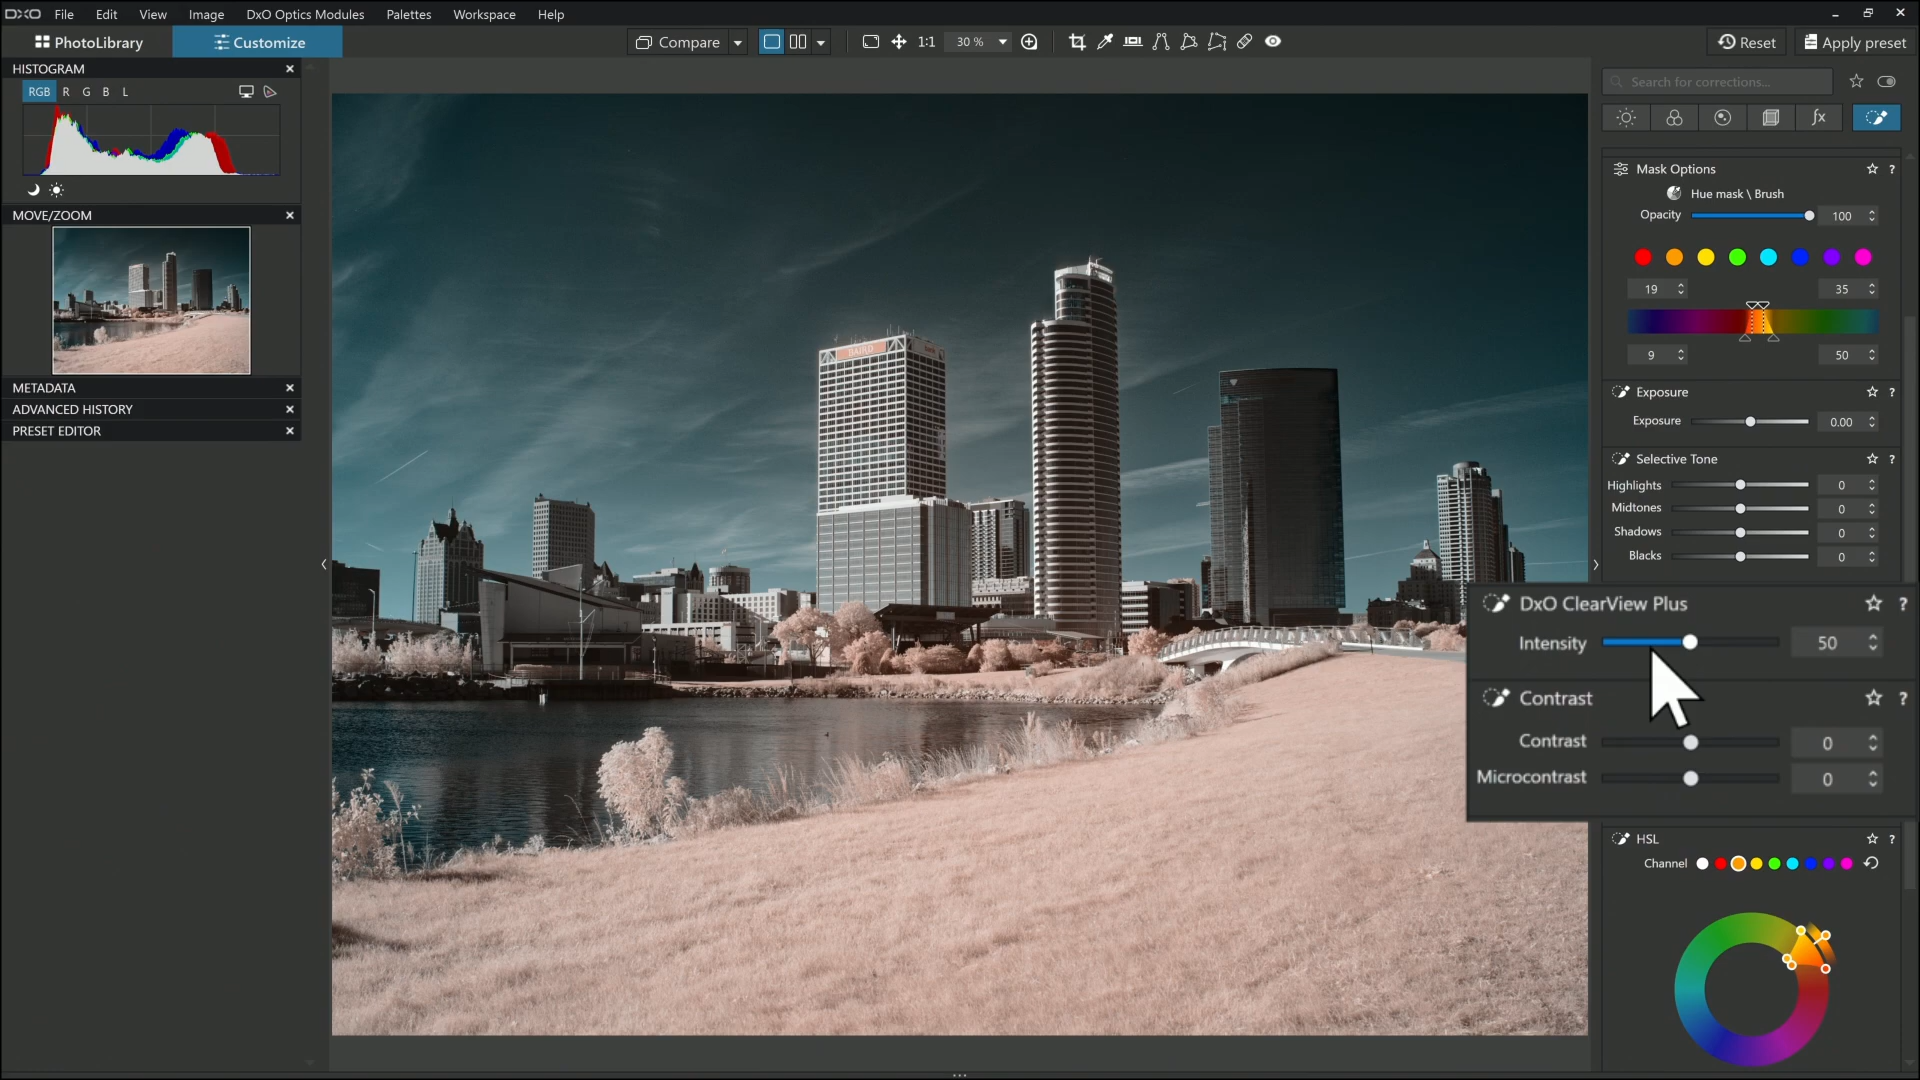 DXO File Edit View Image DxO Optics Modules Palettes Workspace Help
PhotoLibrary Customize Compare 1:1 30 % Reset Apply preset
HISTOGRAM
RGB R G B L
MOVE/ZOOM
METADATA
ADVANCED HISTORY
PRESET EDITOR
BAIRD
Search for corrections...
fx
Mask Options ?
Hue mask \ Brush
Opacity 100
19 35
9 50
Exposure ?
Exposure 0.00
Selective Tone ?
Highlights 0
Midtones 0
Shadows 0
Blacks 0
DxO ClearView Plus ?
Intensity 50
Contrast ?
Contrast 0
Microcontrast 0
HSL ?
Channel